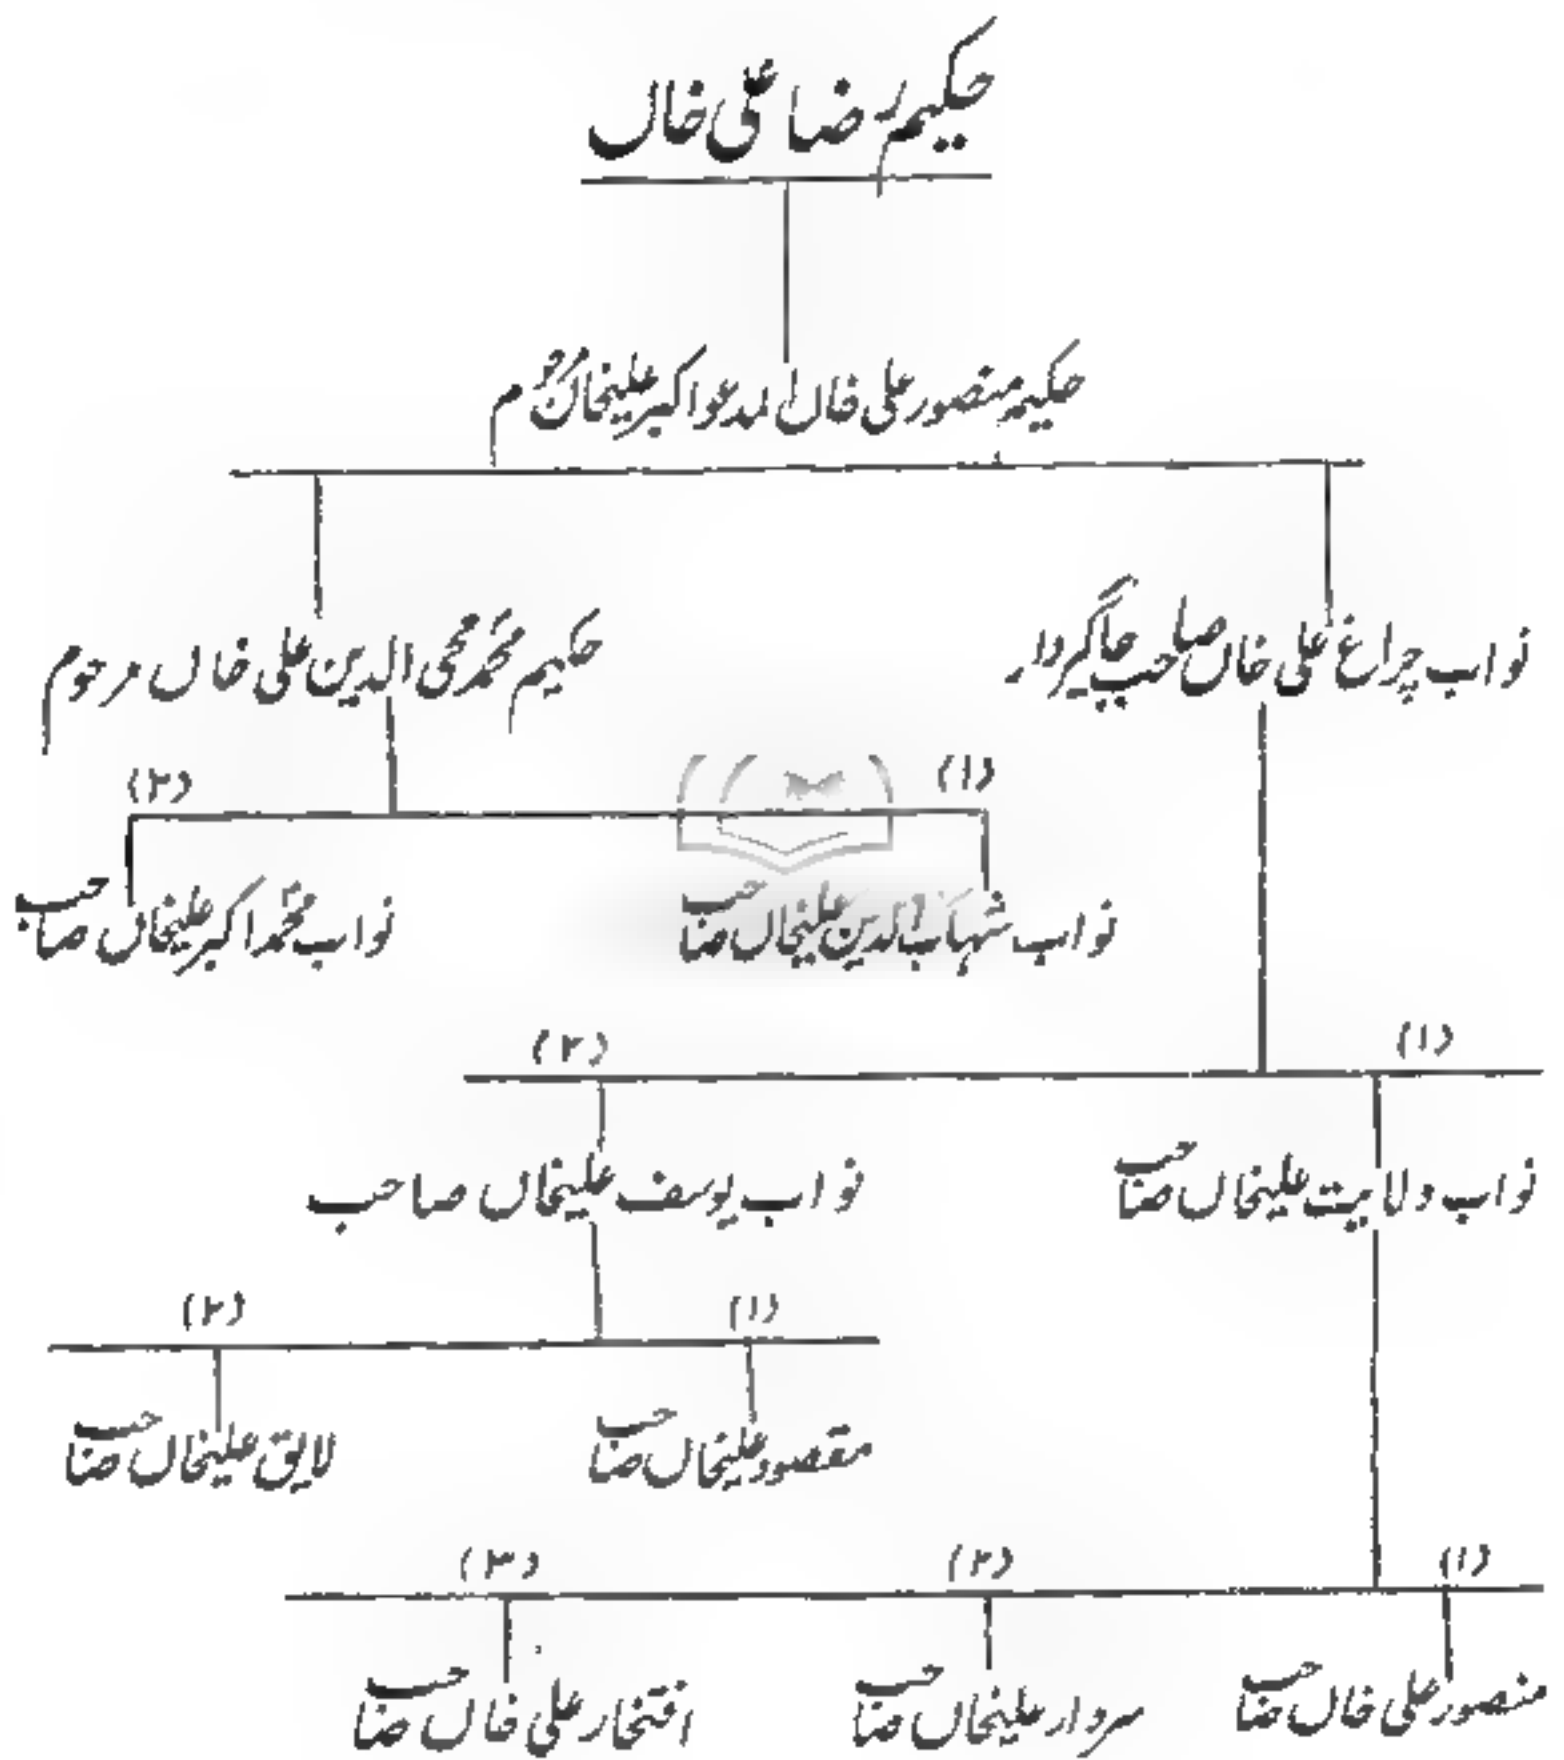 حکیم رضا علی خاں
حکیم منصور علی خاں المدعو اکبر علیخاں مرحوم
نواب چراغ علی خاں صاحب جاگیردار
حکیم محمد محی الدین علی خاں مرحوم
(۱)
(۲)
نواب شہاب الدین علیخاں صاحب
نواب محمد اکبر علیخاں صاحب
(۱)
(۲)
نواب ولایت علیخاں صاحب
نواب یوسف علیخاں صاحب
(۱)
(۲)
مقصود علیخاں صاحب
لایق علیخاں صاحب
(۱)
(۲)
(۳)
منصور علی خاں صاحب
سردار علیخاں صاحب
افتخار علی خاں صاحب